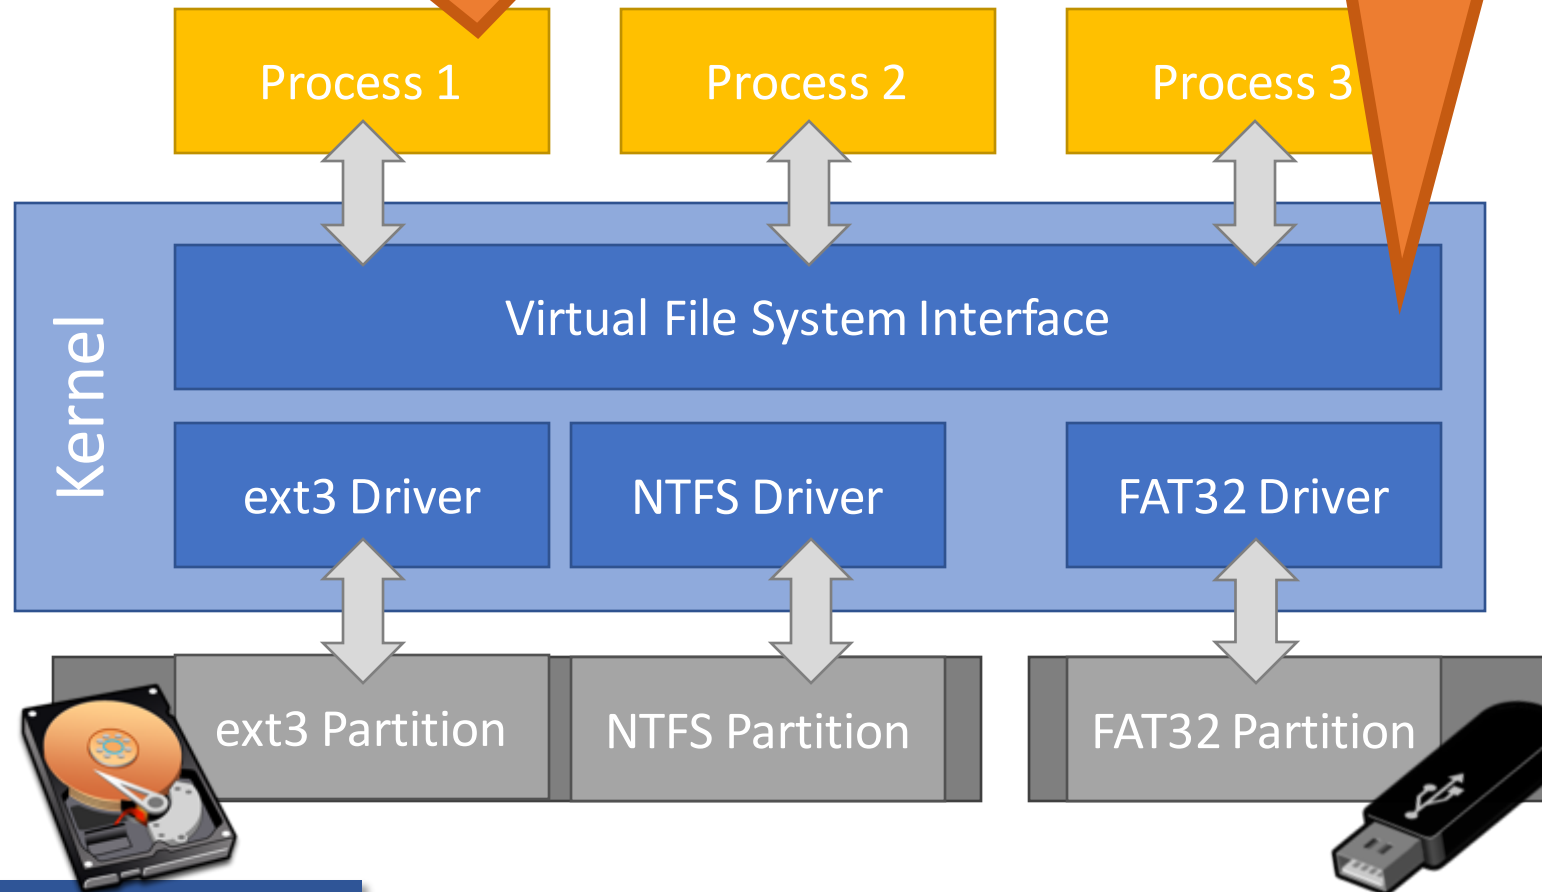 Process 1
Process 2
Process 3
Kernel
Virtual File System Interface
ext3 Driver
NTFS Driver
FAT32 Driver
ext3 Partition
NTFS Partition
FAT32 Partition